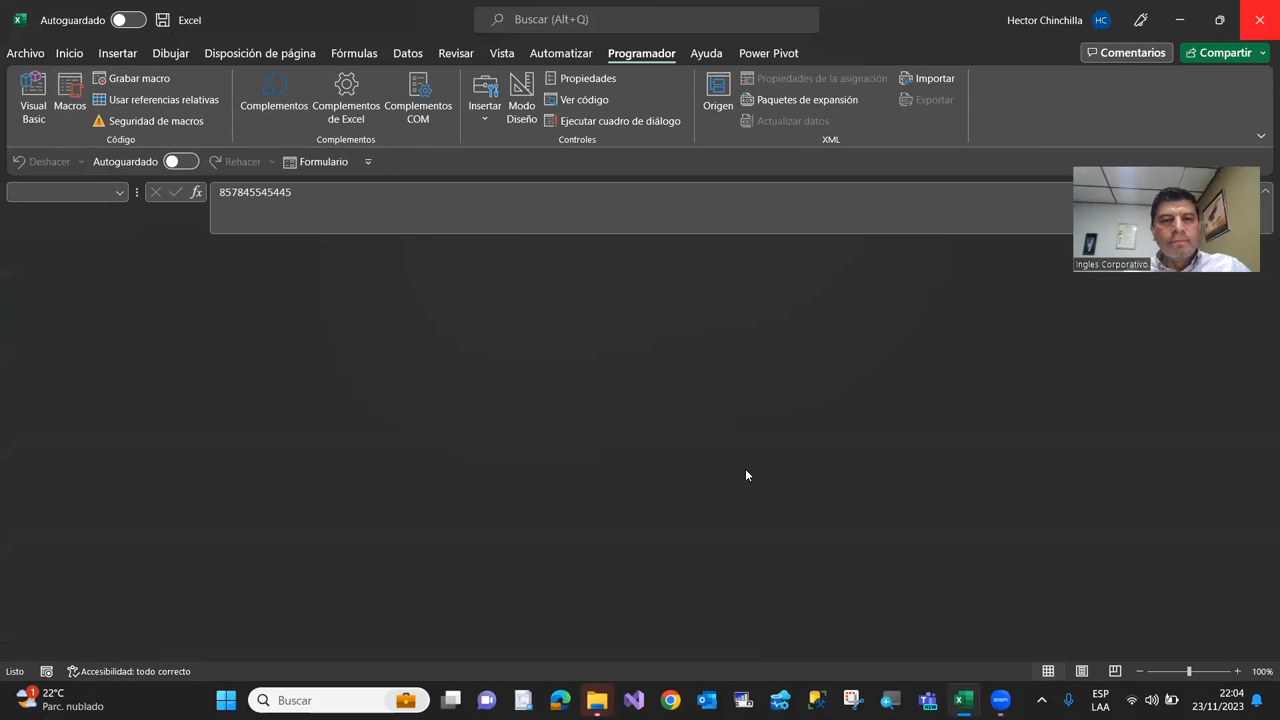 Autoguardado Excel Buscar (Alt+Q) Hector Chinchilla HC
Archivo Inicio Insertar Dibujar Disposición de página Fórmulas Datos Revisar Vista Automatizar Programador Ayuda Power Pivot Comentarios Compartir
Visual Basic
Macros
Grabar macro
Usar referencias relativas
Seguridad de macros
Código
Complementos
Complementos de Excel
Complementos COM
Complementos
Insertar
Modo Diseño
Propiedades
Ver código
Ejecutar cuadro de diálogo
Controles
Origen
Propiedades de la asignación
Paquetes de expansión
Actualizar datos
Importar
Exportar
XML
Deshacer Autoguardado Rehacer Formulario
fx 857845545445
Ingles Corporativo
Listo Accesibilidad: todo correcto 100%
1 22°C
Parc. nublado
Buscar
zoom
ESP
LAA
22:04
23/11/2023